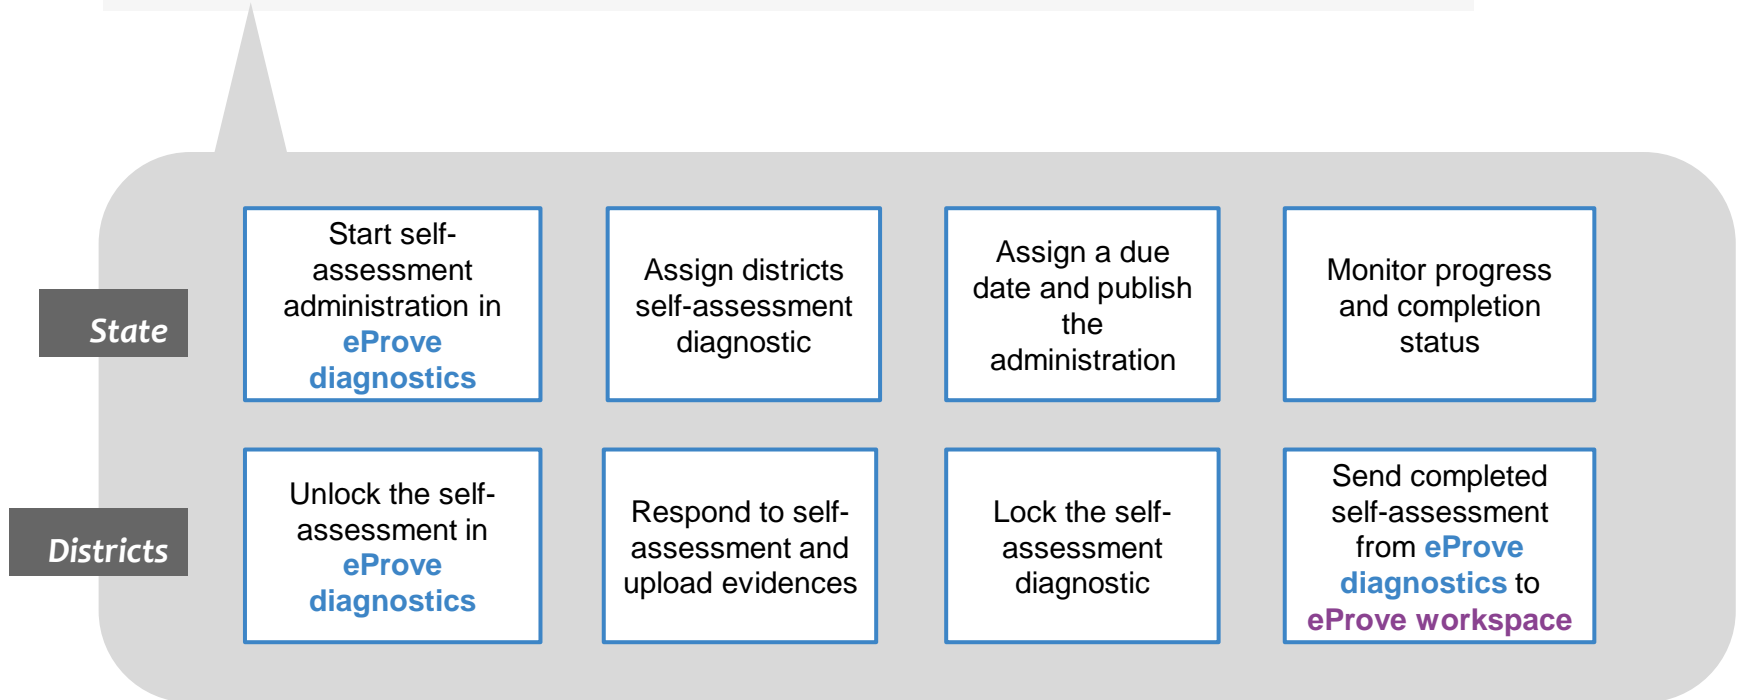 State
Start self-
assessment
administration in
eProve
diagnostics
Assign districts
self-assessment
diagnostic
Assign a due
date and publish
the
administration
Monitor progress
and completion
status
Districts
Unlock the self-
assessment in
eProve
diagnostics
Respond to self-
assessment and
upload evidences
Lock the self-
assessment
diagnostic
Send completed
self-assessment
from eProve
diagnostics to
eProve workspace